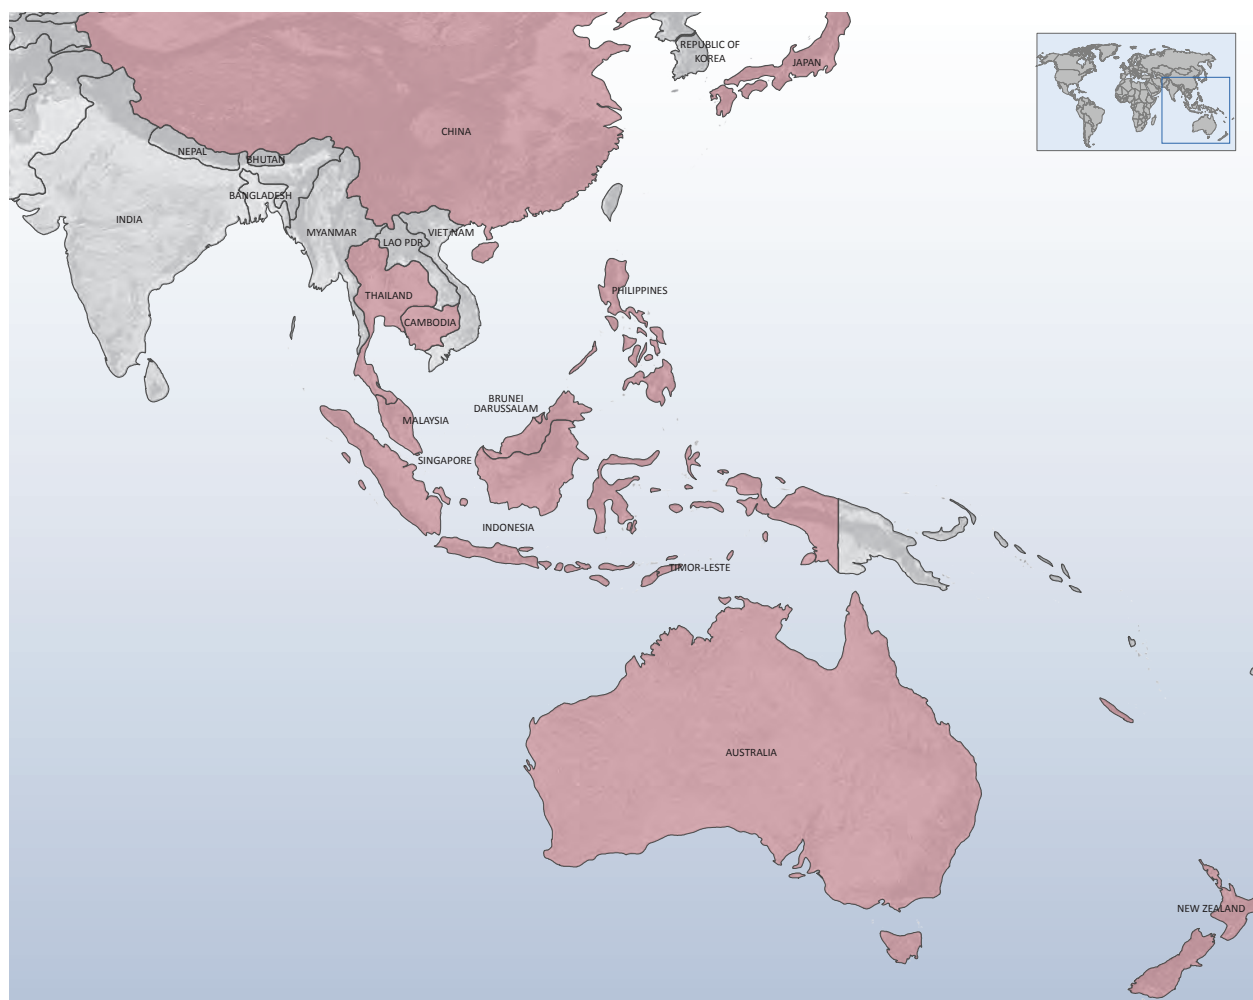 REPUBLIC OF
KOREA
JAPAN
CHINA
NEPAL
BHUTAN
BANGLADESH
INDIA
MYANMAR
LAO PDR
VIET NAM
THAILAND
PHILIPPINES
CAMBODIA
BRUNEI
DARUSSALAM
MALAYSIA
SINGAPORE
INDONESIA
TIMOR-LESTE
AUSTRALIA
NEW ZEALAND